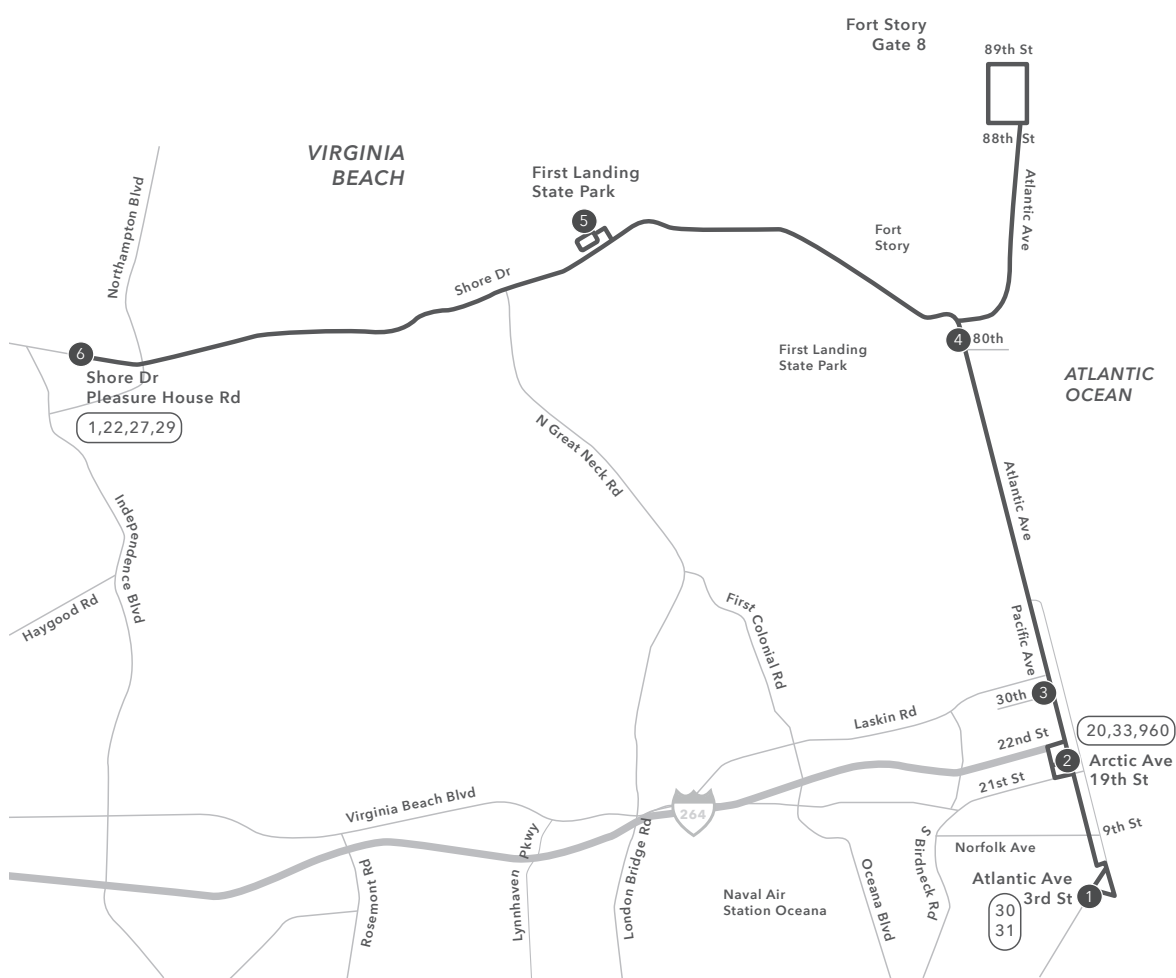 Fort Story
Gate 8
89th St
88th St
Atlantic Ave
VIRGINIA
BEACH
First Landing
State Park
5
Northampton Blvd
Fort
Story
Shore Dr
6
Shore Dr
Pleasure House Rd
1,22,27,29
4
80th
First Landing
State Park
ATLANTIC
OCEAN
N Great Neck Rd
Atlantic Ave
Independence Blvd
Haygood Rd
First Colonial Rd
Pacific Ave
30th
3
Laskin Rd
22nd St
20,33,960
2
Arctic Ave
19th St
21st St
264
Virginia Beach Blvd
Lynnhaven Pkwy
London Bridge Rd
Rosemont Rd
9th St
S Birdneck Rd
Norfolk Ave
Oceana Blvd
Naval Air
Station Oceana
Atlantic Ave
3rd St
1
30
31